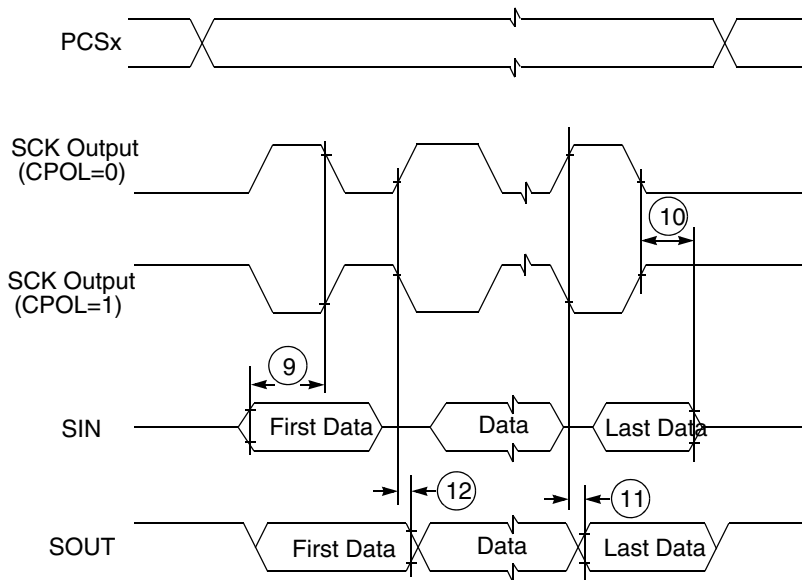 PCSx
SCK Output
(CPOL=0)
10
SCK Output
(CPOL=1)
9
SIN
First Data
Data
Last Data
12
11
SOUT
First Data
Data
Last Data